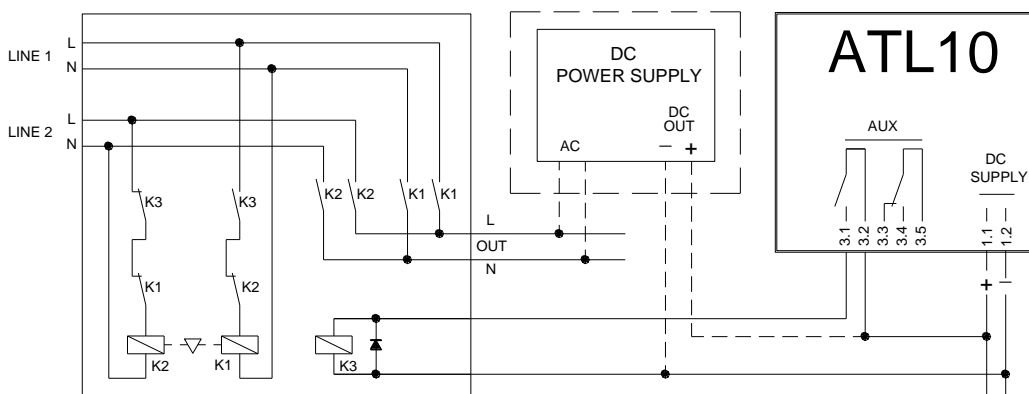 LINE 1
L
N
LINE 2
L
N
K3
K3
K2
K2
K1
K1
K1
K2
K2
K1
K3
L
OUT
N
DC
POWER SUPPLY
AC
DC
OUT
− +
ATL10
AUX
DC
SUPPLY
3.1
3.2
3.3
3.4
3.5
1.1
1.2
+ −